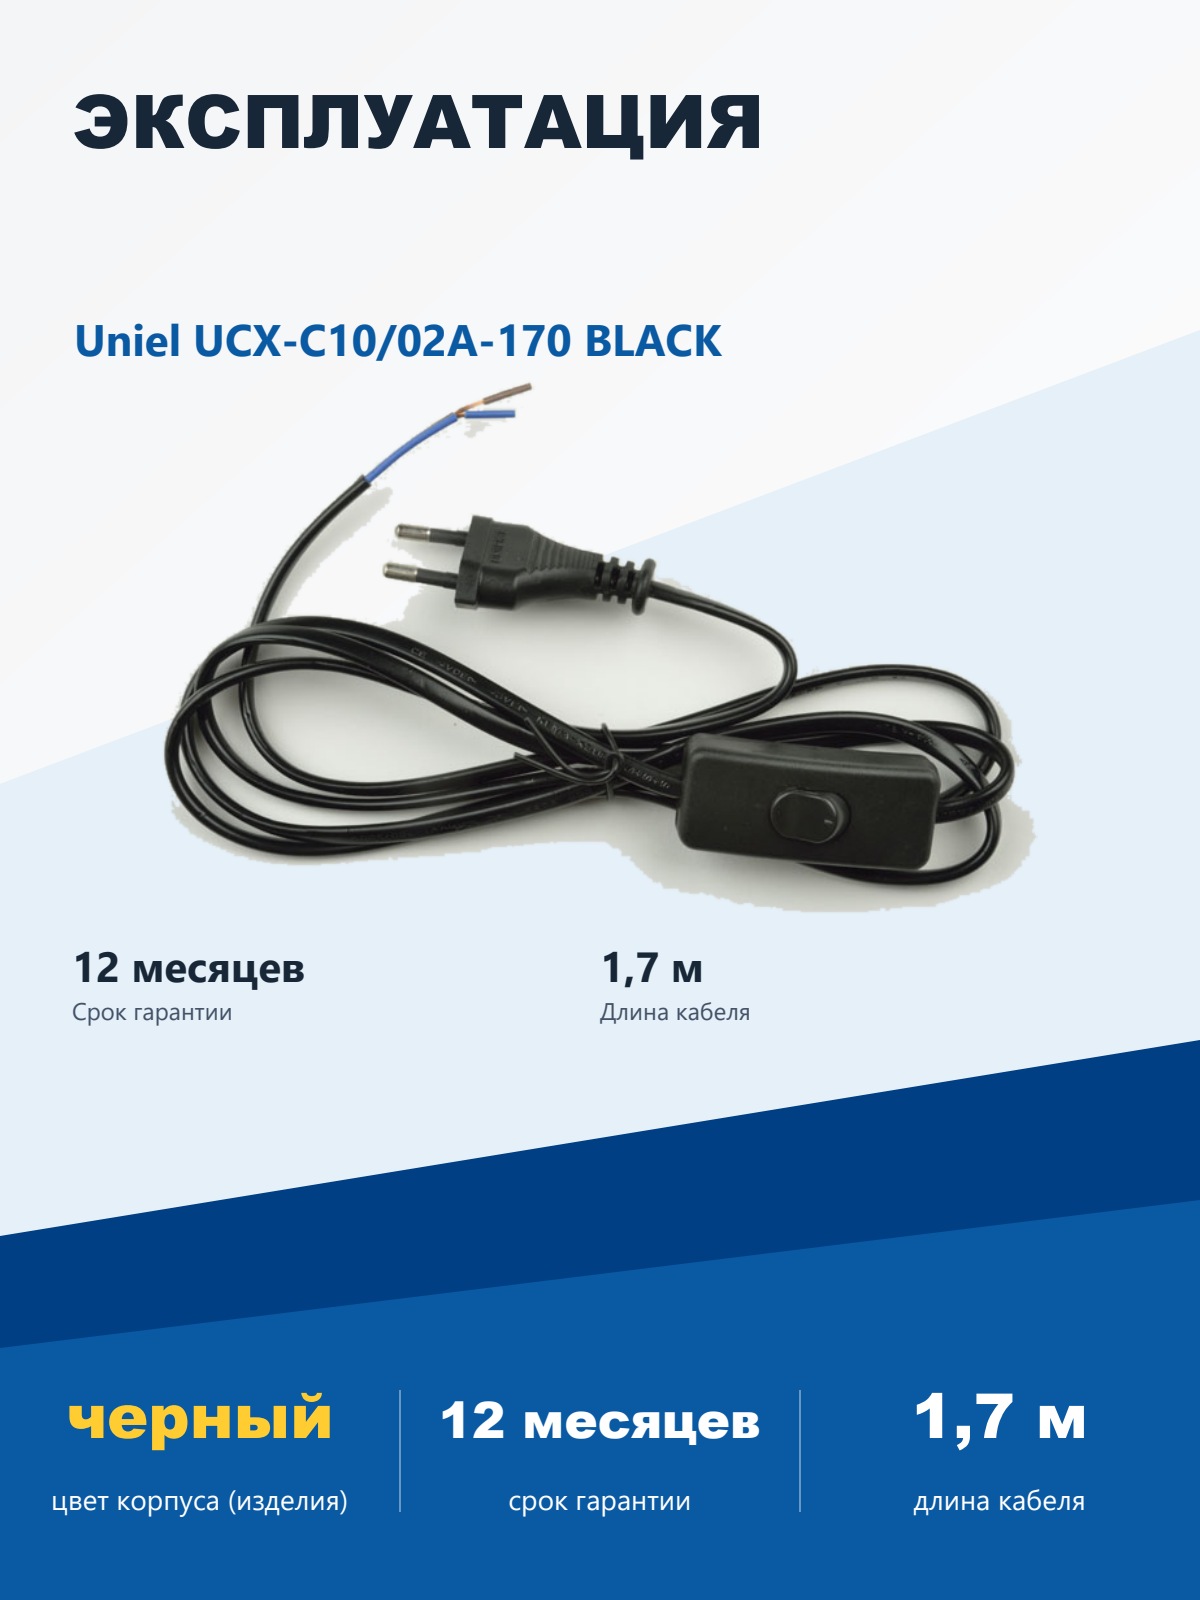 ЭКСПЛУАТАЦИЯ
Uniel UCX-C10/02A-170 BLACK
12 месяцев
Срок гарантии
1,7 м
Длина кабеля
черный
цвет корпуса (изделия)
12 месяцев
срок гарантии
1,7 м
длина кабеля